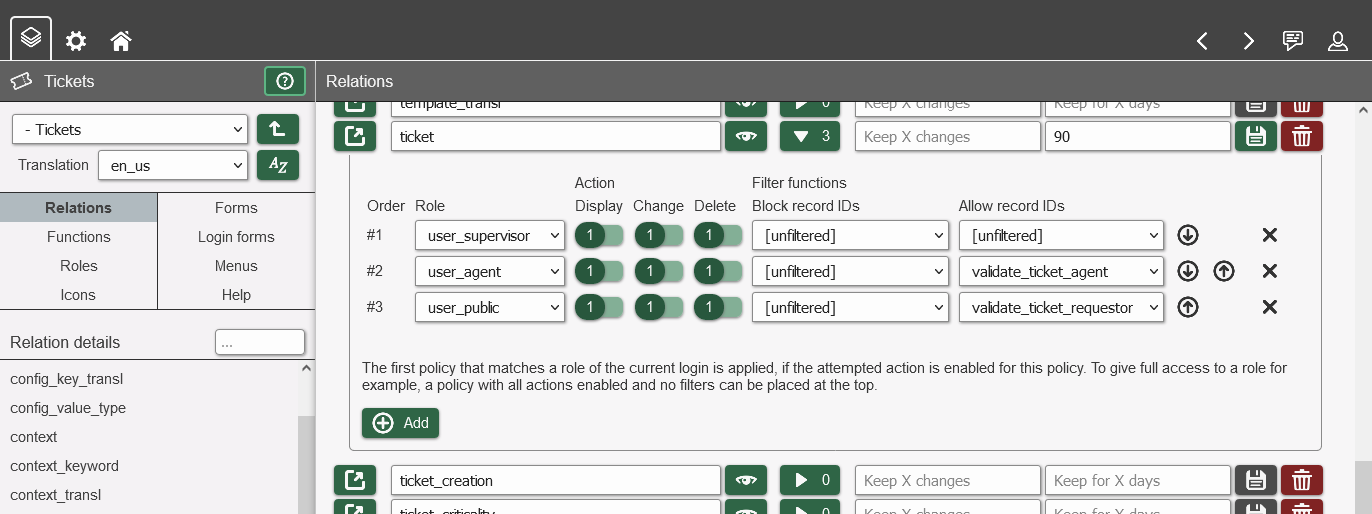 Tickets
Relations
- Tickets
Translation en_us AZ
Relations Forms
Functions Login forms
Roles Menus
Icons Help
Relation details ...
config_key_transl
config_value_type
context
context_keyword
context_transl
template_transl 0 Keep X changes Keep for X days
ticket 3 Keep X changes 90
Action Filter functions
Order Role Display Change Delete Block record IDs Allow record IDs
#1 user_supervisor 1 1 1 [unfiltered] [unfiltered]
#2 user_agent 1 1 1 [unfiltered] validate_ticket_agent
#3 user_public 1 1 1 [unfiltered] validate_ticket_requestor
The first policy that matches a role of the current login is applied, if the attempted action is enabled for this policy. To give full access to a role for
example, a policy with all actions enabled and no filters can be placed at the top.
Add
ticket_creation 0 Keep X changes Keep for X days
ticket_criticality 0 Keep X changes Keep for X days